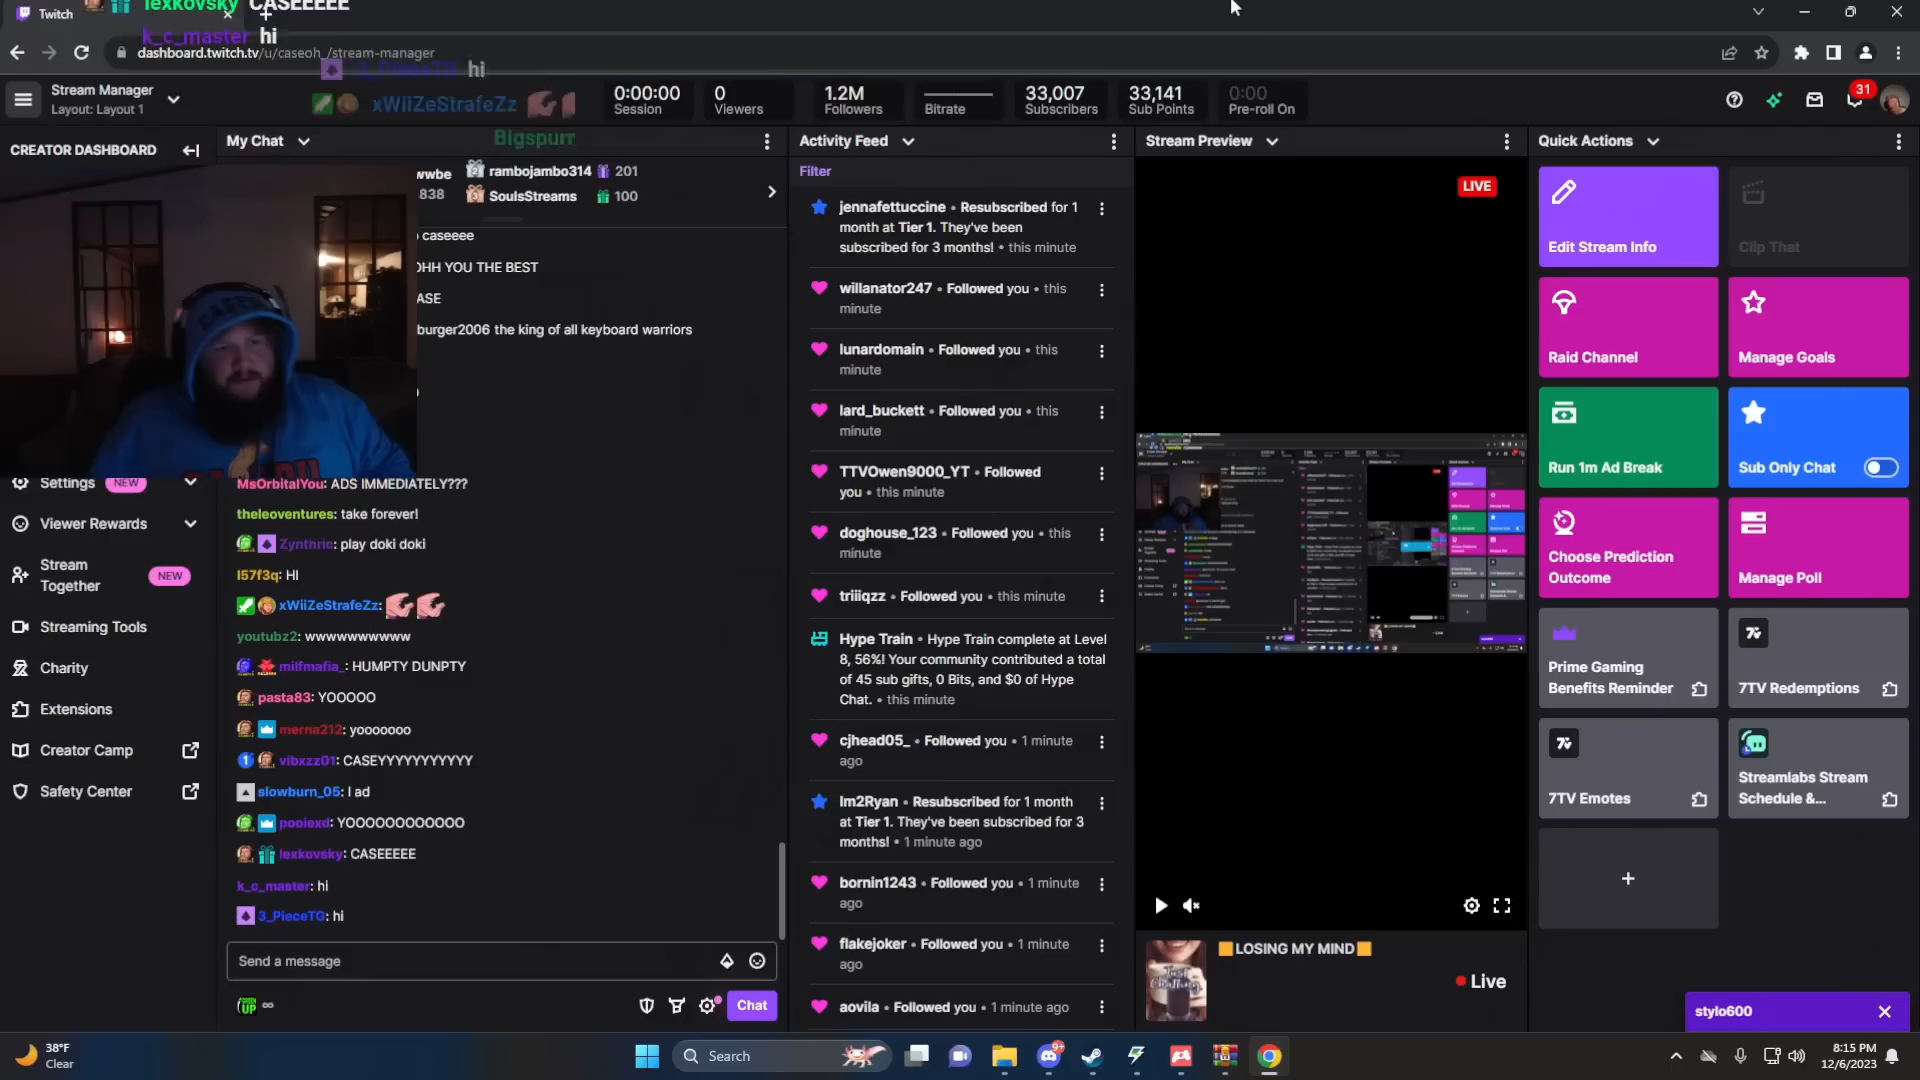 Twitch
lexkovsky CASEEEEE
k_c_master hi
dashboard.twitch.tv/u/caseoh_/stream-manager
3_PieceTG hi
Stream Manager
Layout: Layout 1
xWiiZeStrafeZz
0:00:00
Session
0
Viewers
1.2M
Followers
Bitrate
33,007
Subscribers
33,141
Sub Points
0:00
Pre-roll On
31
Bigspurr
CREATOR DASHBOARD
My Chat
Activity Feed
Stream Preview
Quick Actions
wwbe
838
rambojambo314 201
SoulsStreams 100
caseeee
OHH YOU THE BEST
ASE
burger2006 the king of all keyboard warriors
Settings NEW
Viewer Rewards
Stream
Together NEW
Streaming Tools
Charity
Extensions
Creator Camp
Safety Center
MsOrbitalYou: ADS IMMEDIATELY???
theleoventures: take forever!
Zynthric: play doki doki
l57f3q: HI
xWiiZeStrafeZz:
youtubz2: wwwwwwwwww
milfmafia_: HUMPTY DUNPTY
pasta83: YOOOOO
merna212: yooooooo
vibxzz01: CASEYYYYYYYYYYY
slowburn_05: I ad
pooiexd: YOOOOOOOOOOOO
lexkovsky: CASEEEEE
k_c_master: hi
3_PieceTG: hi
Send a message
∞
Chat
Filter
jennafettuccine • Resubscribed for 1
month at Tier 1. They've been
subscribed for 3 months! • this minute
willanator247 • Followed you • this
minute
lunardomain • Followed you • this
minute
lard_buckett • Followed you • this
minute
TTVOwen9000_YT • Followed
you • this minute
doghouse_123 • Followed you • this
minute
triiiqzz • Followed you • this minute
Hype Train • Hype Train complete at Level
8, 56%! Your community contributed a total
of 45 sub gifts, 0 Bits, and $0 of Hype
Chat. • this minute
cjhead05_ • Followed you • 1 minute
ago
Im2Ryan • Resubscribed for 1 month
at Tier 1. They've been subscribed for 3
months! • 1 minute ago
bornin1243 • Followed you • 1 minute
ago
flakejoker • Followed you • 1 minute
ago
aovila • Followed you • 1 minute ago
LIVE
LOSING MY MIND
Live
Just
Chatting
Edit Stream Info
Clip That
Raid Channel
Manage Goals
Run 1m Ad Break
Sub Only Chat
Choose Prediction
Outcome
Manage Poll
Prime Gaming
Benefits Reminder
7TV Redemptions
7TV Emotes
Streamlabs Stream
Schedule &...
+
stylo600
38°F
Clear
Search
9+
8:15 PM
12/6/2023